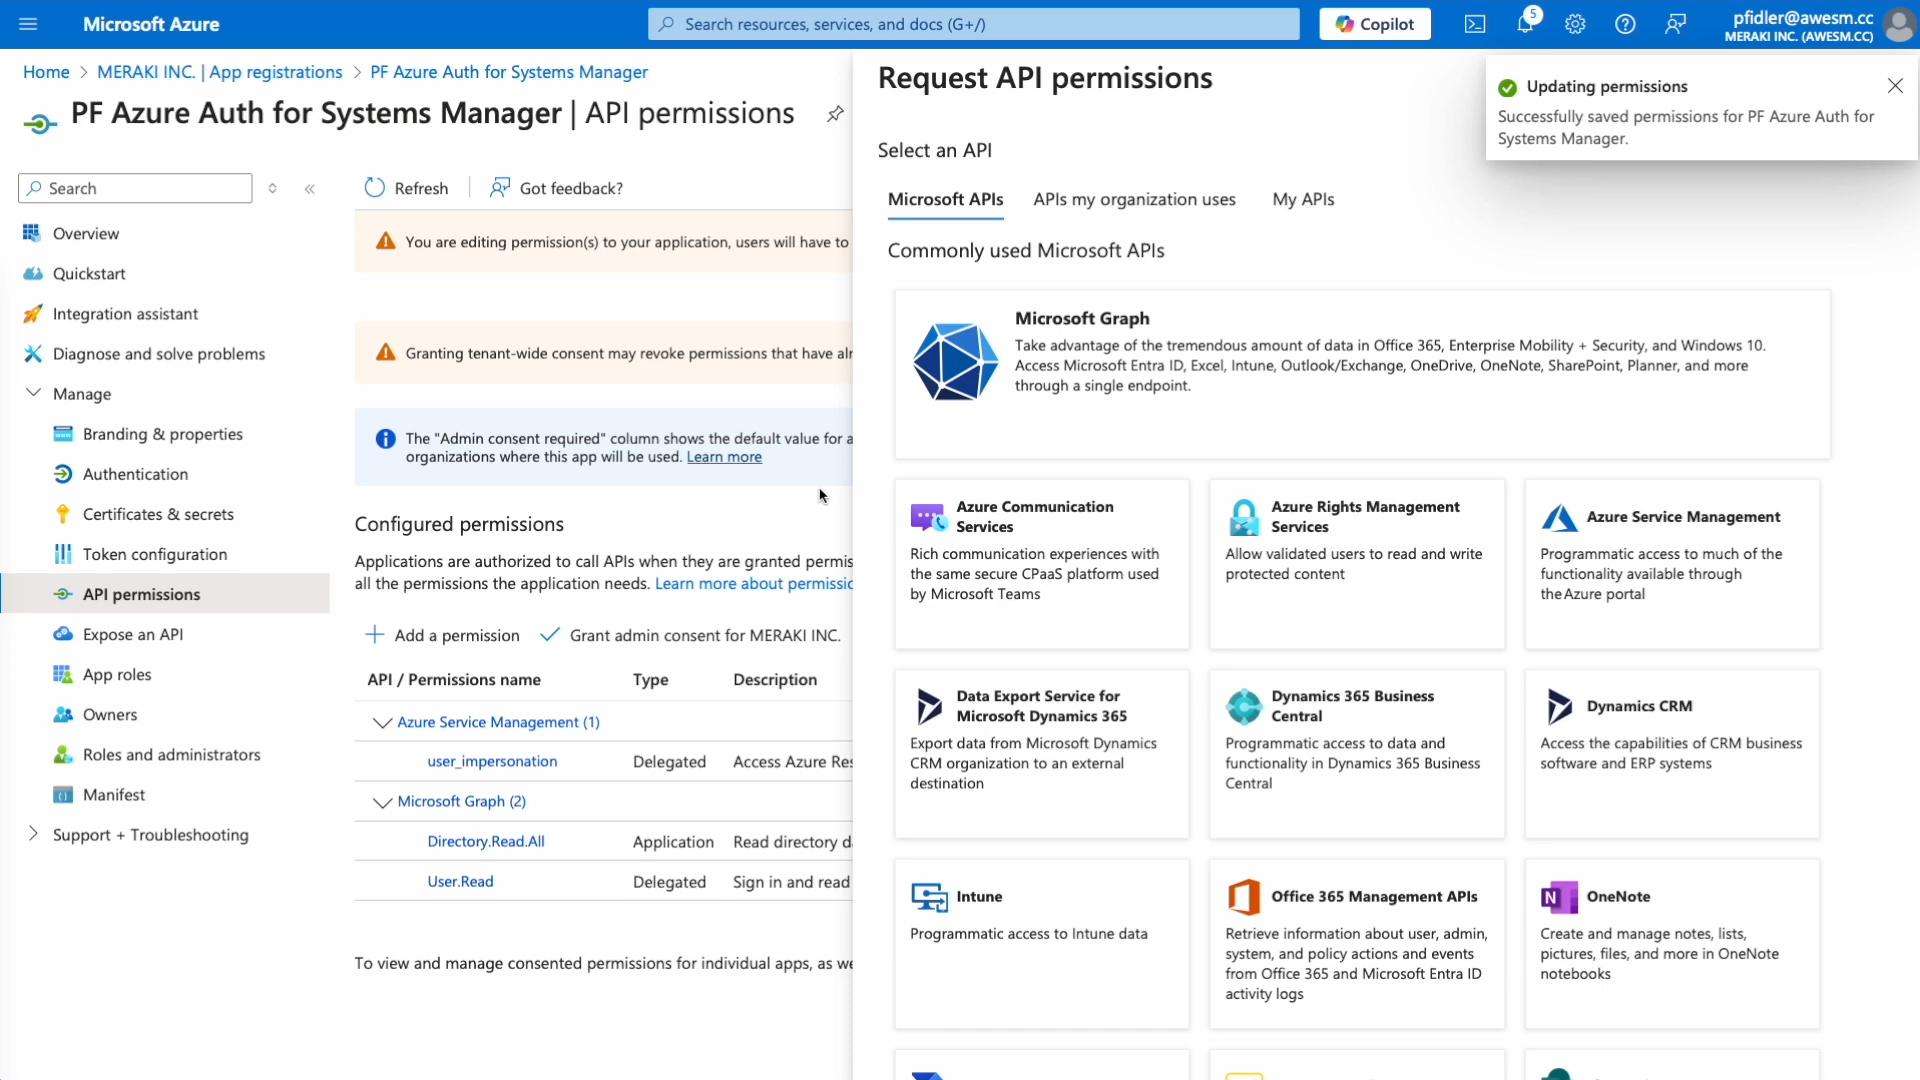 Microsoft Azure
Search resources, services, and docs (G+/)
Copilot
5
pfidler@awesm.cc
MERAKI INC. (AWESM.CC)
Home > MERAKI INC. | App registrations > PF Azure Auth for Systems Manager
PF Azure Auth for Systems Manager | API permissions
Search
Overview
Quickstart
Integration assistant
Diagnose and solve problems
Manage
Branding & properties
Authentication
Certificates & secrets
Token configuration
API permissions
Expose an API
App roles
Owners
Roles and administrators
Manifest
Support + Troubleshooting
Refresh
Got feedback?
You are editing permission(s) to your application, users will have to
Granting tenant-wide consent may revoke permissions that have alr
The "Admin consent required" column shows the default value for a
organizations where this app will be used. Learn more
Configured permissions
Applications are authorized to call APIs when they are granted permis
all the permissions the application needs. Learn more about permissic
Add a permission
Grant admin consent for MERAKI INC.
API / Permissions name Type Description
Azure Service Management (1)
user_impersonation Delegated Access Azure Res
Microsoft Graph (2)
Directory.Read.All Application Read directory d
User.Read Delegated Sign in and read
To view and manage consented permissions for individual apps, as we
Request API permissions
Select an API
Microsoft APIs APIs my organization uses My APIs
Commonly used Microsoft APIs
Microsoft Graph
Take advantage of the tremendous amount of data in Office 365, Enterprise Mobility + Security, and Windows 10.
Access Microsoft Entra ID, Excel, Intune, Outlook/Exchange, OneDrive, OneNote, SharePoint, Planner, and more
through a single endpoint.
Azure Communication
Services
Rich communication experiences with
the same secure CPaaS platform used
by Microsoft Teams
Azure Rights Management
Services
Allow validated users to read and write
protected content
Azure Service Management
Programmatic access to much of the
functionality available through
the Azure portal
Data Export Service for
Microsoft Dynamics 365
Export data from Microsoft Dynamics
CRM organization to an external
destination
Dynamics 365 Business
Central
Programmatic access to data and
functionality in Dynamics 365 Business
Central
Dynamics CRM
Access the capabilities of CRM business
software and ERP systems
Intune
Programmatic access to Intune data
Office 365 Management APIs
Retrieve information about user, admin,
system, and policy actions and events
from Office 365 and Microsoft Entra ID
activity logs
OneNote
Create and manage notes, lists,
pictures, files, and more in OneNote
notebooks
Updating permissions
Successfully saved permissions for PF Azure Auth for
Systems Manager.